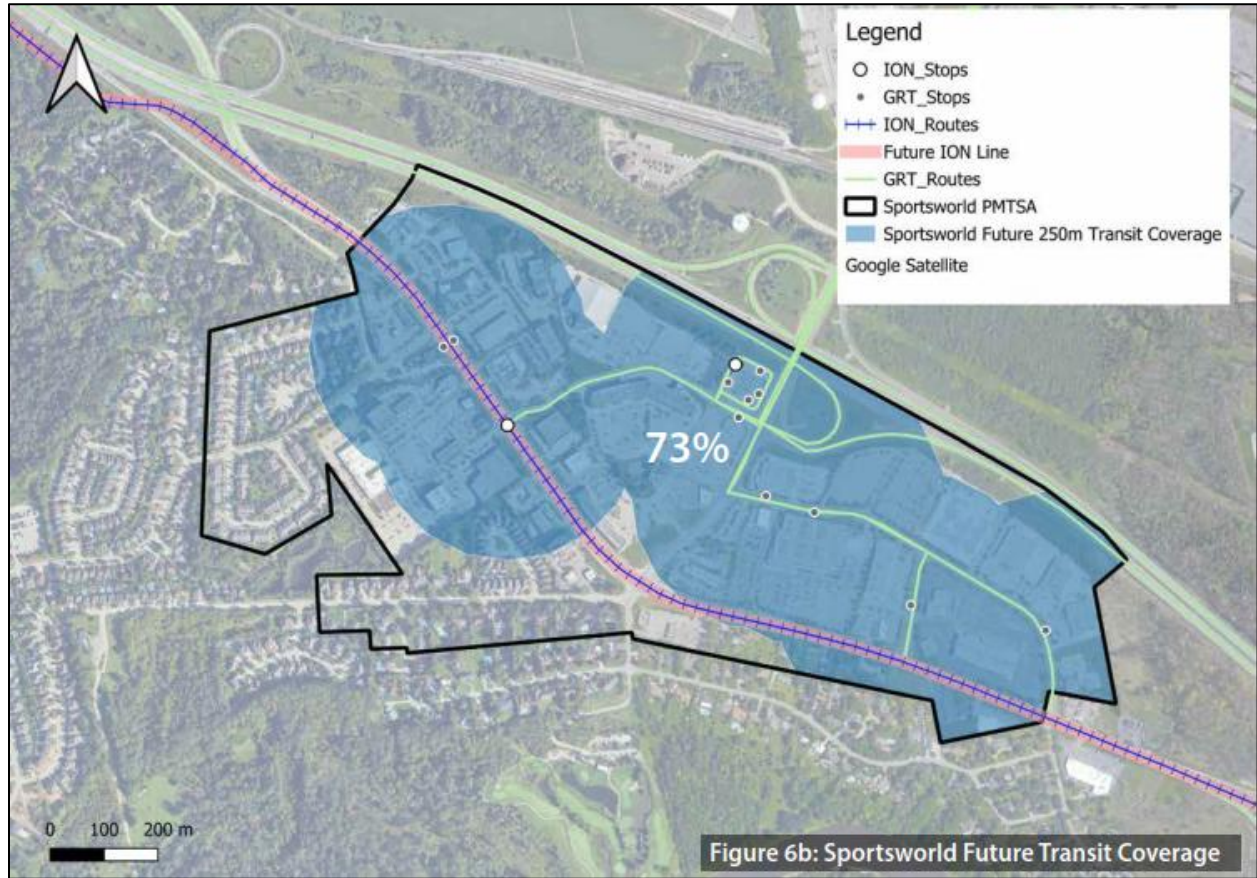 Legend
ION_Stops
GRT_Stops
ION_Routes
Future ION Line
GRT_Routes
Sportsworld PMTSA
Sportsworld Future 250m Transit Coverage
Google Satellite
73%
0 100 200 m
Figure 6b: Sportsworld Future Transit Coverage